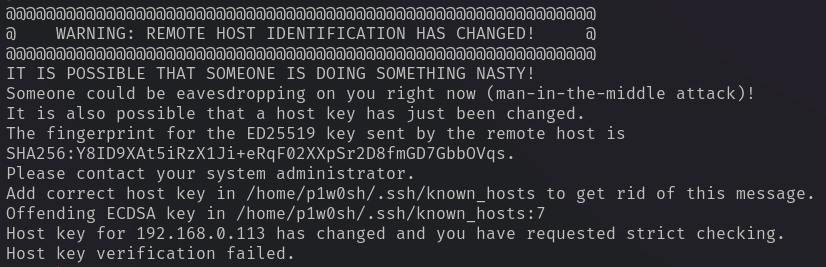 @@@@@@@@@@@@@@@@@@@@@@@@@@@@@@@@@@@@@@@@@@@@@@@@@@@@@@@@@@@
@    WARNING: REMOTE HOST IDENTIFICATION HAS CHANGED!     @
@@@@@@@@@@@@@@@@@@@@@@@@@@@@@@@@@@@@@@@@@@@@@@@@@@@@@@@@@@@
IT IS POSSIBLE THAT SOMEONE IS DOING SOMETHING NASTY!
Someone could be eavesdropping on you right now (man-in-the-middle attack)!
It is also possible that a host key has just been changed.
The fingerprint for the ED25519 key sent by the remote host is
SHA256:Y8ID9XAt5iRzX1Ji+eRqF02XXpSr2D8fmGD7GbbOVqs.
Please contact your system administrator.
Add correct host key in /home/p1w0sh/.ssh/known_hosts to get rid of this message.
Offending ECDSA key in /home/p1w0sh/.ssh/known_hosts:7
Host key for 192.168.0.113 has changed and you have requested strict checking.
Host key verification failed.